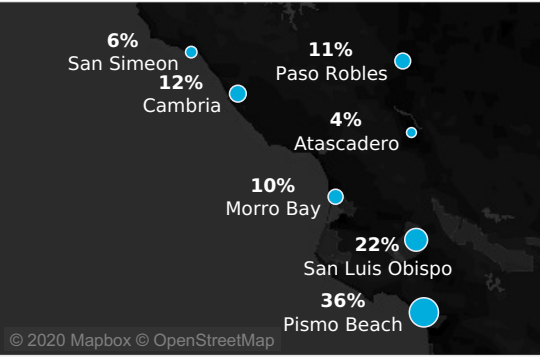 6%
San Simeon
11%
Paso Robles
12%
Cambria
4%
Atascadero
10%
Morro Bay
22%
San Luis Obispo
36%
Pismo Beach
© 2020 Mapbox © OpenStreetMap